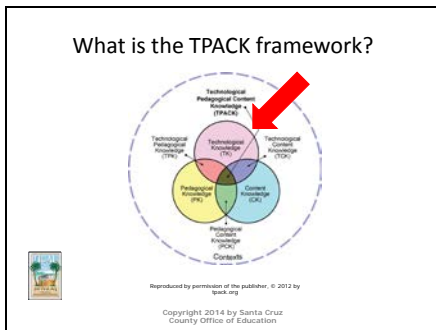 What is the TPACK framework?
Technological
Pedagogical Content
Knowledge
(TPACK)
Technological
Pedagogical
Knowledge
(TPK)
Technological
Knowledge
(TK)
Technological
Content
Knowledge
(TCK)
Pedagogical
Knowledge
(PK)
Content
Knowledge
(CK)
Pedagogical
Content
Knowledge
(PCK)
Contexts
Reproduced by permission of the publisher, © 2012 by
tpack.org
Copyright 2014 by Santa Cruz
County Office of Education